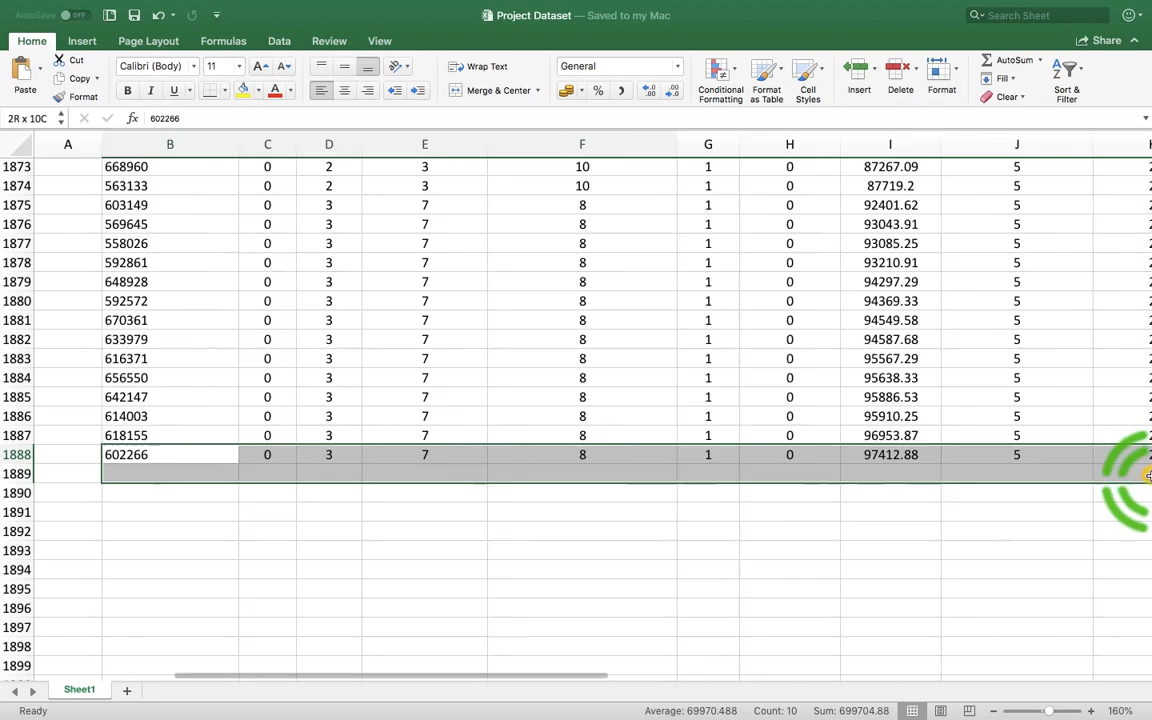 AutoSave OFF Project Dataset — Saved to my Mac Search Sheet
Home Insert Page Layout Formulas Data Review View Share
Paste Cut Copy Format Calibri (Body) 11 Wrap Text Merge & Center General Conditional Formatting Format as Table Cell Styles Insert Delete Format AutoSum Fill Clear Sort & Filter
2R x 10C fx 602266
A B C D E F G H I J
1873 668960 0 2 3 10 1 0 87267.09 5
1874 563133 0 2 3 10 1 0 87719.2 5
1875 603149 0 3 7 8 1 0 92401.62 5
1876 569645 0 3 7 8 1 0 93043.91 5
1877 558026 0 3 7 8 1 0 93085.25 5
1878 592861 0 3 7 8 1 0 93210.91 5
1879 648928 0 3 7 8 1 0 94297.29 5
1880 592572 0 3 7 8 1 0 94369.33 5
1881 670361 0 3 7 8 1 0 94549.58 5
1882 633979 0 3 7 8 1 0 94587.68 5
1883 616371 0 3 7 8 1 0 95567.29 5
1884 656550 0 3 7 8 1 0 95638.33 5
1885 642147 0 3 7 8 1 0 95886.53 5
1886 614003 0 3 7 8 1 0 95910.25 5
1887 618155 0 3 7 8 1 0 96953.87 5
1888 602266 0 3 7 8 1 0 97412.88 5
1889
1890
1891
1892
1893
1894
1895
1896
1897
1898
1899
Sheet1
Ready Average: 69970.488 Count: 10 Sum: 699704.88 160%